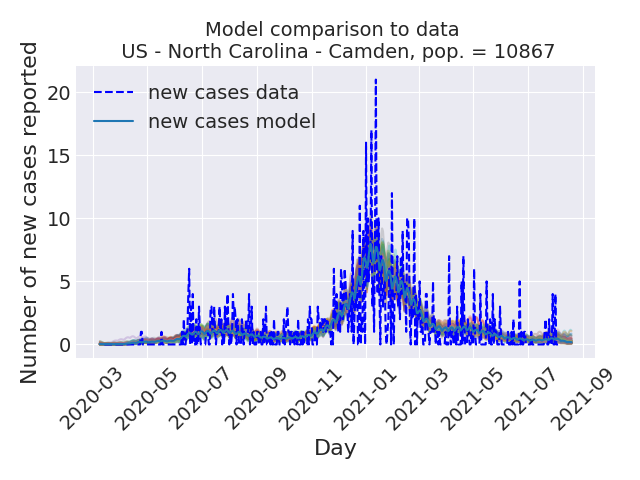 Model comparison to data
US - North Carolina - Camden, pop. = 10867
Number of new cases reported
20
15
10
5
0
new cases data
new cases model
2020-03
2020-05
2020-07
2020-09
2020-11
2021-01
2021-03
2021-05
2021-07
2021-09
Day